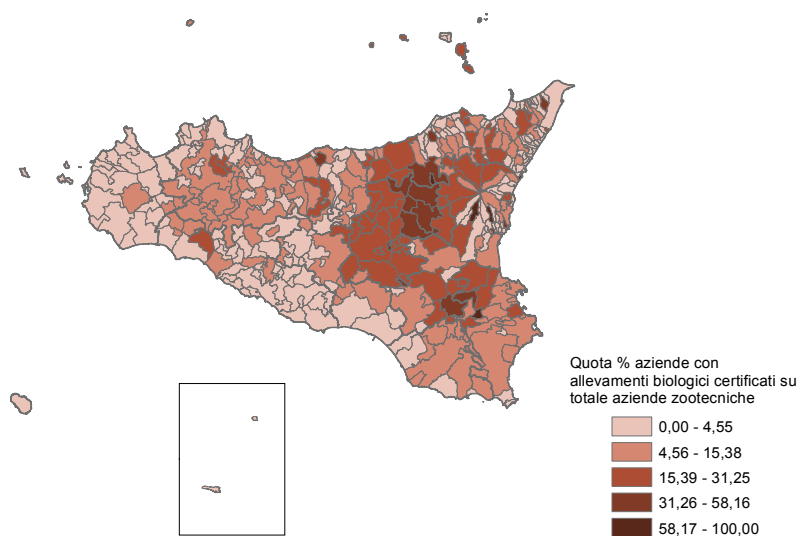 Quota % aziende con
allevamenti biologici certificati su
totale aziende zootecniche
0,00 - 4,55
4,56 - 15,38
15,39 - 31,25
31,26 - 58,16
58,17 - 100,00